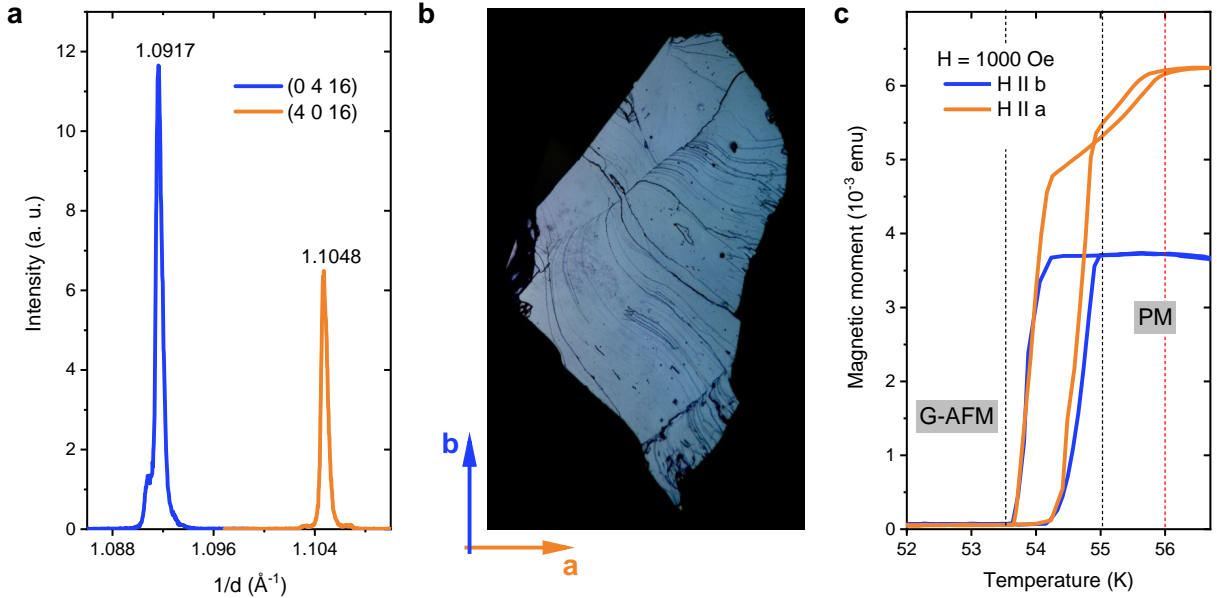 a
12
10
8
6
4
2
0
Intensity (a. u.)
1.0917
(0 4 16)
(4 0 16)
1.1048
1.088
1.096
1.104
1/d (Å⁻¹)
b
b
a
c
6
5
4
3
2
1
0
Magnetic moment (10⁻³ emu)
H = 1000 Oe
H II b
H II a
PM
G-AFM
52
53
54
55
56
Temperature (K)